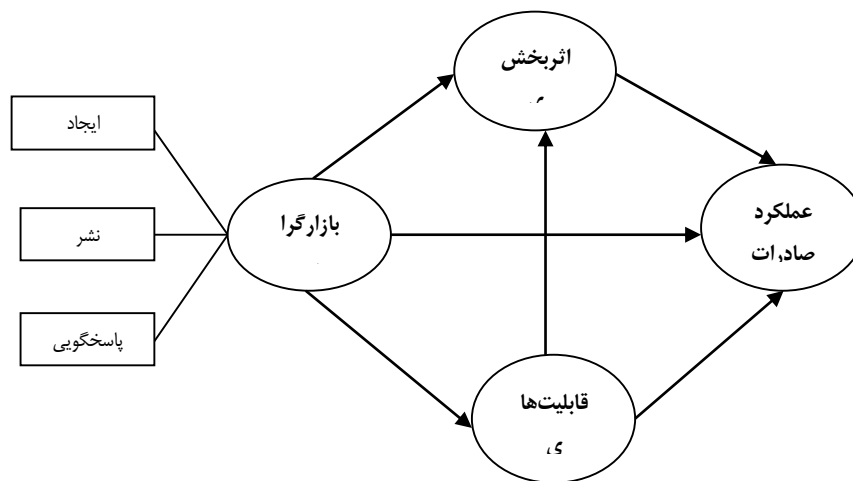 اثربخش
ی
ایجاد
نشر
پاسخگویی
بازارگرا
عملکرد
صادرات
قابلیت‌ها
ی